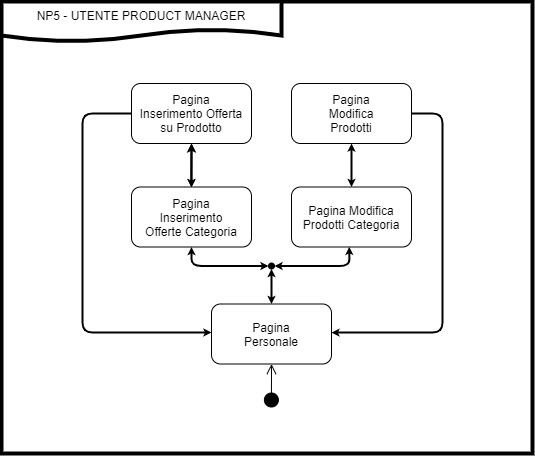 NP5 - UTENTE PRODUCT MANAGER
Pagina
Inserimento Offerta
su Prodotto
Pagina
Modifica
Prodotti
Pagina
Inserimento
Offerte Categoria
Pagina Modifica
Prodotti Categoria
Pagina
Personale